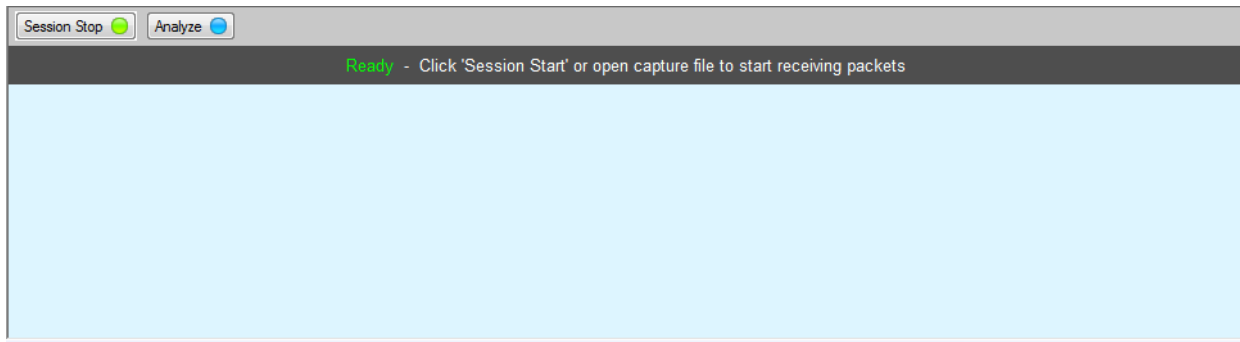 Session Stop Analyze
Ready - Click 'Session Start' or open capture file to start receiving packets